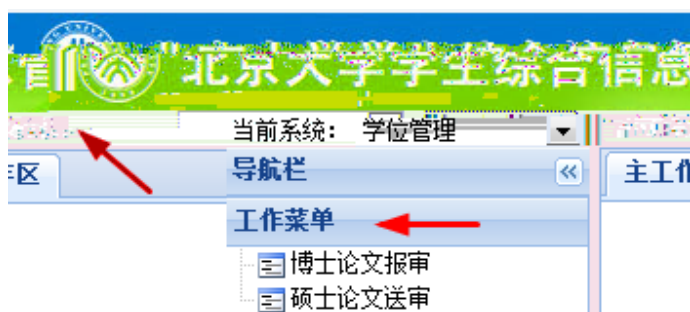 北京大学学生综合信息
当前系统： 学位管理
区
导航栏
主工作
工作菜单
博士论文报审
硕士论文送审